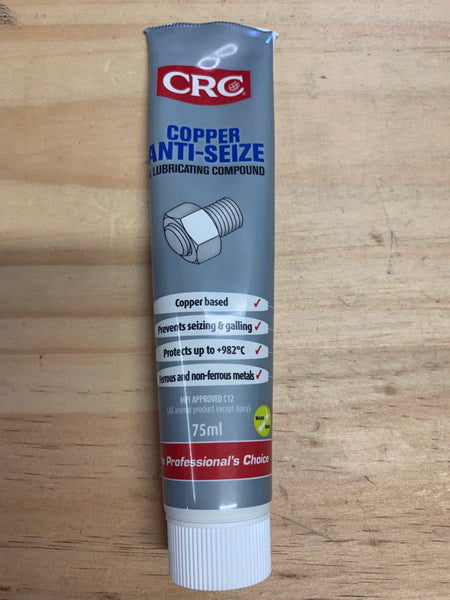 CRC
COPPER
ANTI-SEIZE
LUBRICATING COMPOUND
Copper based ✓
Prevents seizing & galling ✓
Protects up to +982°C ✓
Ferrous and non-ferrous metals ✓
MPI APPROVED C12
(All animal product except dairy)
75ml
MADE
Professional's Choice